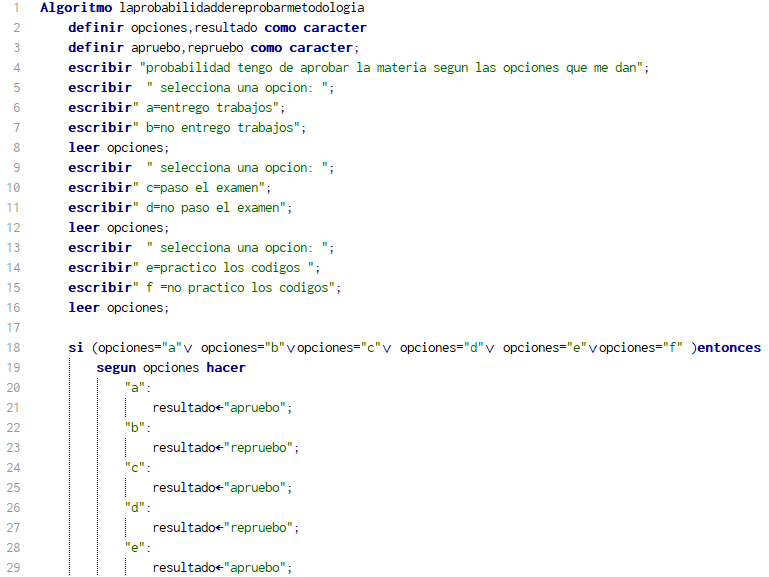 1 Algoritmo laprobabilidaddereprobarmetodologia
2 definir opciones,resultado como caracter
3 definir apruebo,repruebo como caracter;
4 escribir "probabilidad tengo de aprobar la materia segun las opciones que me dan";
5 escribir " selecciona una opcion: ";
6 escribir" a=entrego trabajos";
7 escribir" b=no entrego trabajos";
8 leer opciones;
9 escribir " selecciona una opcion: ";
10 escribir" c=paso el examen";
11 escribir" d=no paso el examen";
12 leer opciones;
13 escribir " selecciona una opcion: ";
14 escribir" e=practico los codigos ";
15 escribir" f =no practico los codigos";
16 leer opciones;
17
18 si (opciones="a"∨ opciones="b"∨opciones="c"∨ opciones="d"∨ opciones="e"∨opciones="f" )entonces
19 segun opciones hacer
20 "a":
21 resultado←"apruebo";
22 "b":
23 resultado←"repruebo";
24 "c":
25 resultado←"apruebo";
26 "d":
27 resultado←"repruebo";
28 "e":
29 resultado←"apruebo";